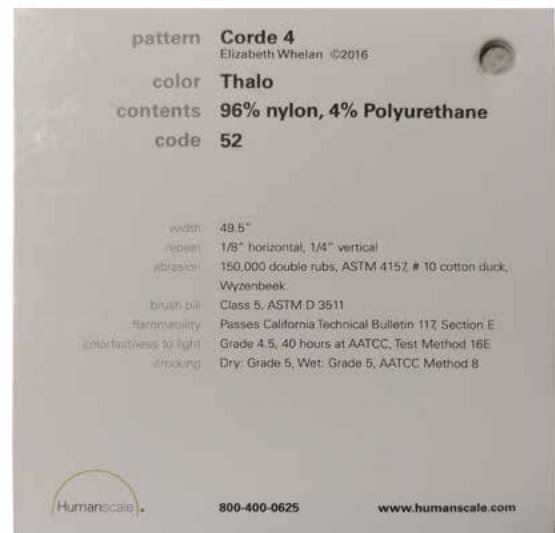 pattern Corde 4
Elizabeth Whelan ©2016
color Thalo
contents 96% nylon, 4% Polyurethane
code 52
width 49.5"
repeat 1/8" horizontal, 1/4" vertical
abrasion 150,000 double rubs, ASTM 4157, # 10 cotton duck,
Wyzenbeek
brush pill Class 5, ASTM D 3511
flammability Passes California Technical Bulletin 117, Section E
colorfastness to light Grade 4.5, 40 hours at AATCC, Test Method 16E
crocking Dry: Grade 5, Wet: Grade 5, AATCC Method 8
Humanscale 800-400-0625 www.humanscale.com